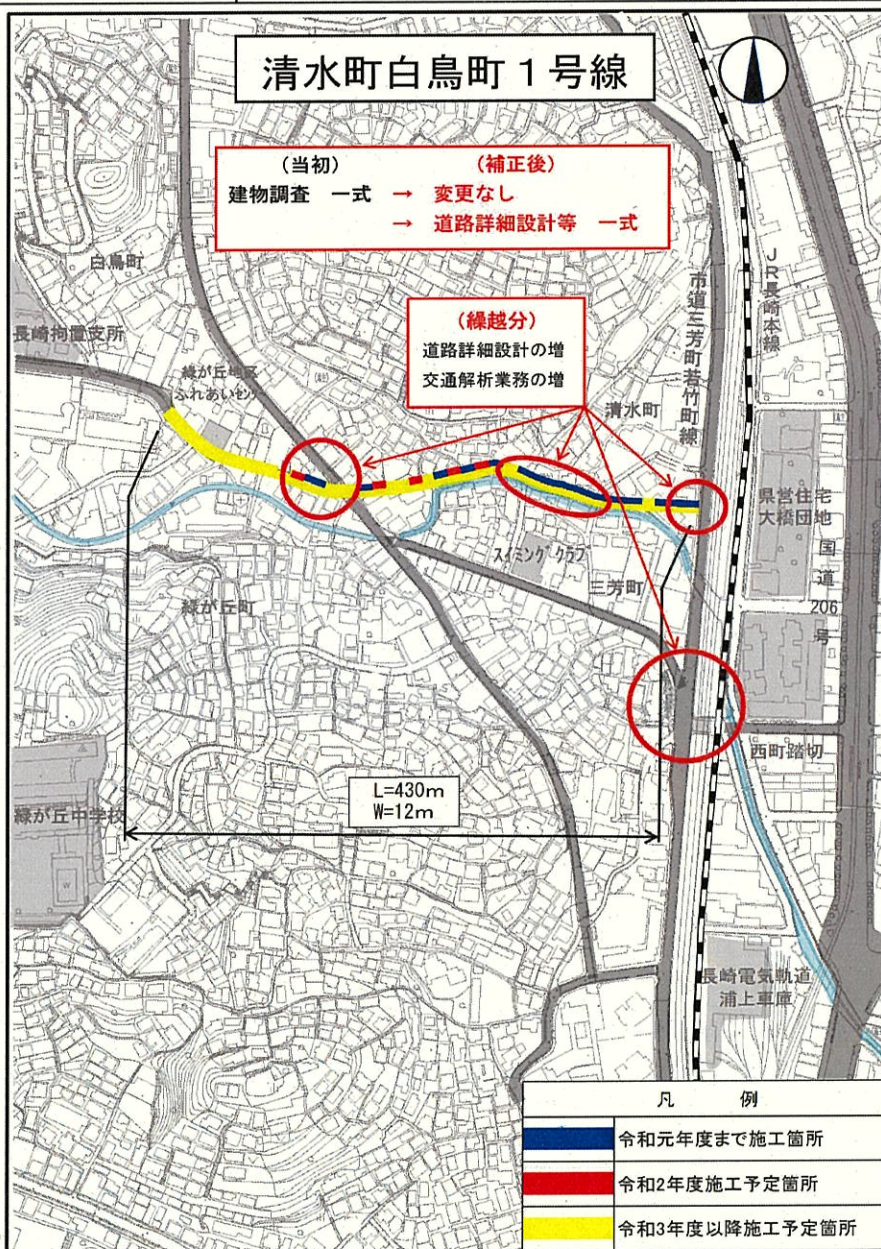 清水町白鳥町１号線
(当初) (補正後)
建物調査 一式 → 変更なし
→ 道路詳細設計等 一式
白鳥町
長崎拘置支所
(繰越分)
道路詳細設計の増
交通解析業務の増
市道三芳町若竹町線
JR長崎本線
緑が丘地区
ふれあいセンター
清水町
県営住宅
大橋団地
国道
206
号
スイミングクラブ
三芳町
緑が丘町
西町踏切
L=430m
W=12m
緑が丘中学校
長崎電気軌道
浦上車庫
凡 例
令和元年度まで施工箇所
令和2年度施工予定箇所
令和3年度以降施工予定箇所